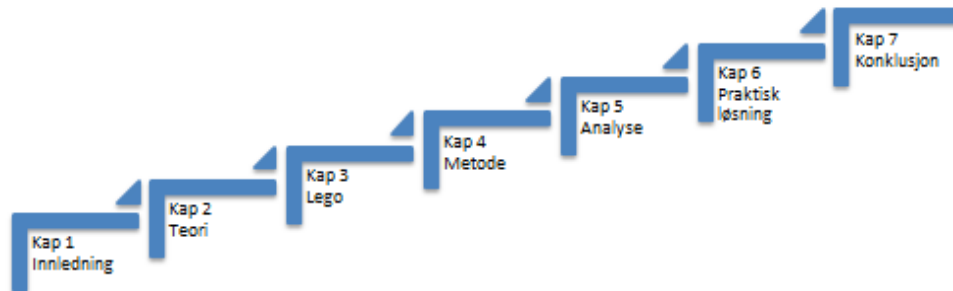 Kap 1
Innledning
Kap 2
Teori
Kap 3
Lego
Kap 4
Metode
Kap 5
Analyse
Kap 6
Praktisk
løsning
Kap 7
Konklusjon